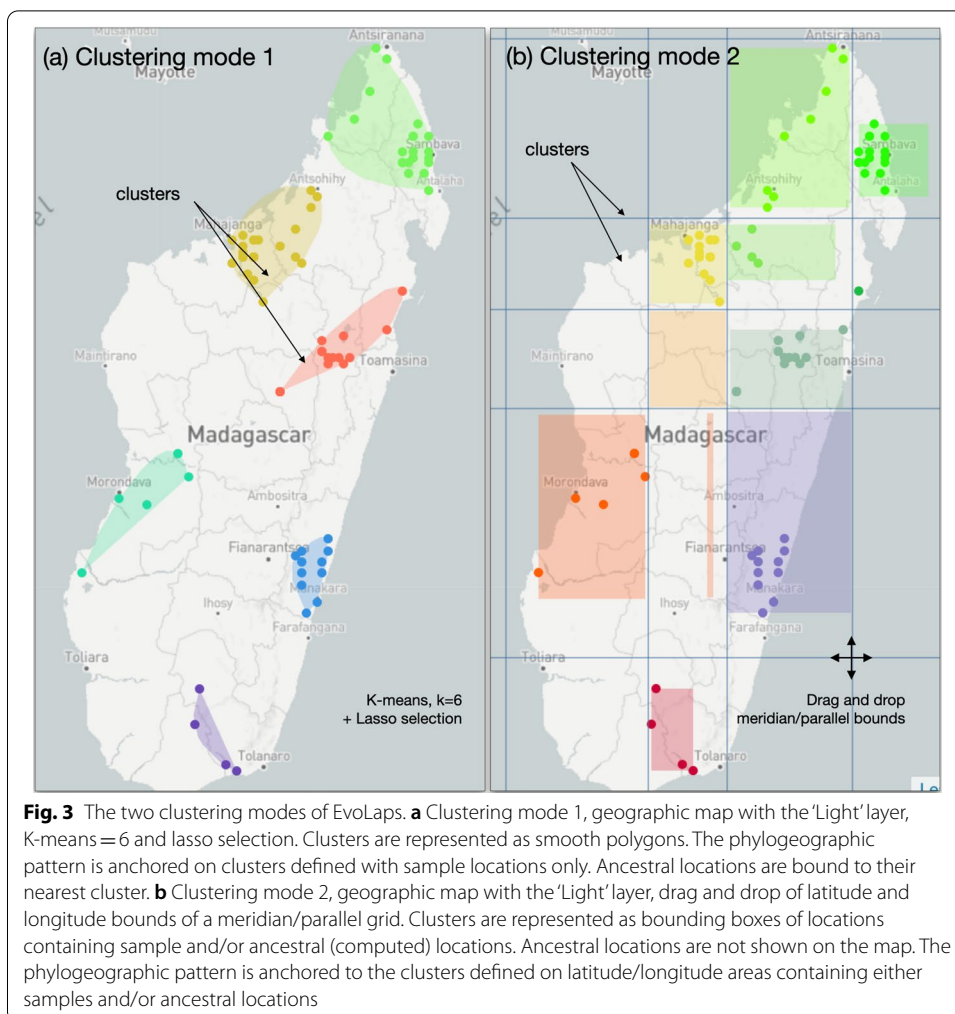 (a) Clustering mode 1
Mutsamudu
Mayotte
Antsiranana
Sambava
Antalaha
Antsohihy
clusters
Mahajanga
Maintirano
Toamasina
Madagascar
Morondava
Ambositra
Fianarantsoa
Manakara
Ihosy
Farafangana
Toliara
K-means, k=6
+ Lasso selection
Tolanaro
(b) Clustering mode 2
Mutsamudu
Mayotte
Antsiranana
clusters
Sambava
Antalaha
Antsohihy
Mahajanga
Maintirano
Toamasina
Madagascar
Morondava
Ambositra
Fianarantsoa
Manakara
Ihosy
Farafangana
Toliara
Drag and drop
meridian/parallel bounds
Tolanaro
Le
Fig. 3 The two clustering modes of EvoLaps. a Clustering mode 1, geographic map with the ‘Light’ layer,
K-means = 6 and lasso selection. Clusters are represented as smooth polygons. The phylogeographic
pattern is anchored on clusters defined with sample locations only. Ancestral locations are bound to their
nearest cluster. b Clustering mode 2, geographic map with the ‘Light’ layer, drag and drop of latitude and
longitude bounds of a meridian/parallel grid. Clusters are represented as bounding boxes of locations
containing sample and/or ancestral (computed) locations. Ancestral locations are not shown on the map. The
phylogeographic pattern is anchored to the clusters defined on latitude/longitude areas containing either
samples and/or ancestral locations